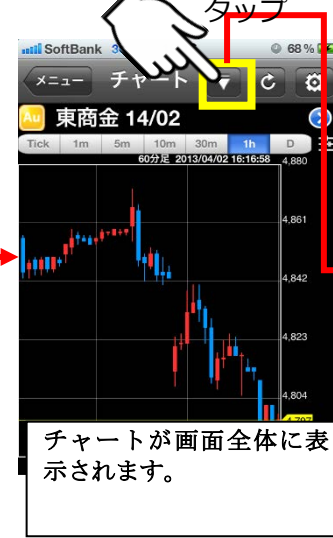 タップ
SoftBank 3 68%
メニュー チャート
Au 東商金 14/02
Tick 1m 5m 10m 30m 1h D
60分足 2013/04/02 16:16:58
4,880
4,861
4,842
4,823
4,804
チャートが画面全体に表
示されます。